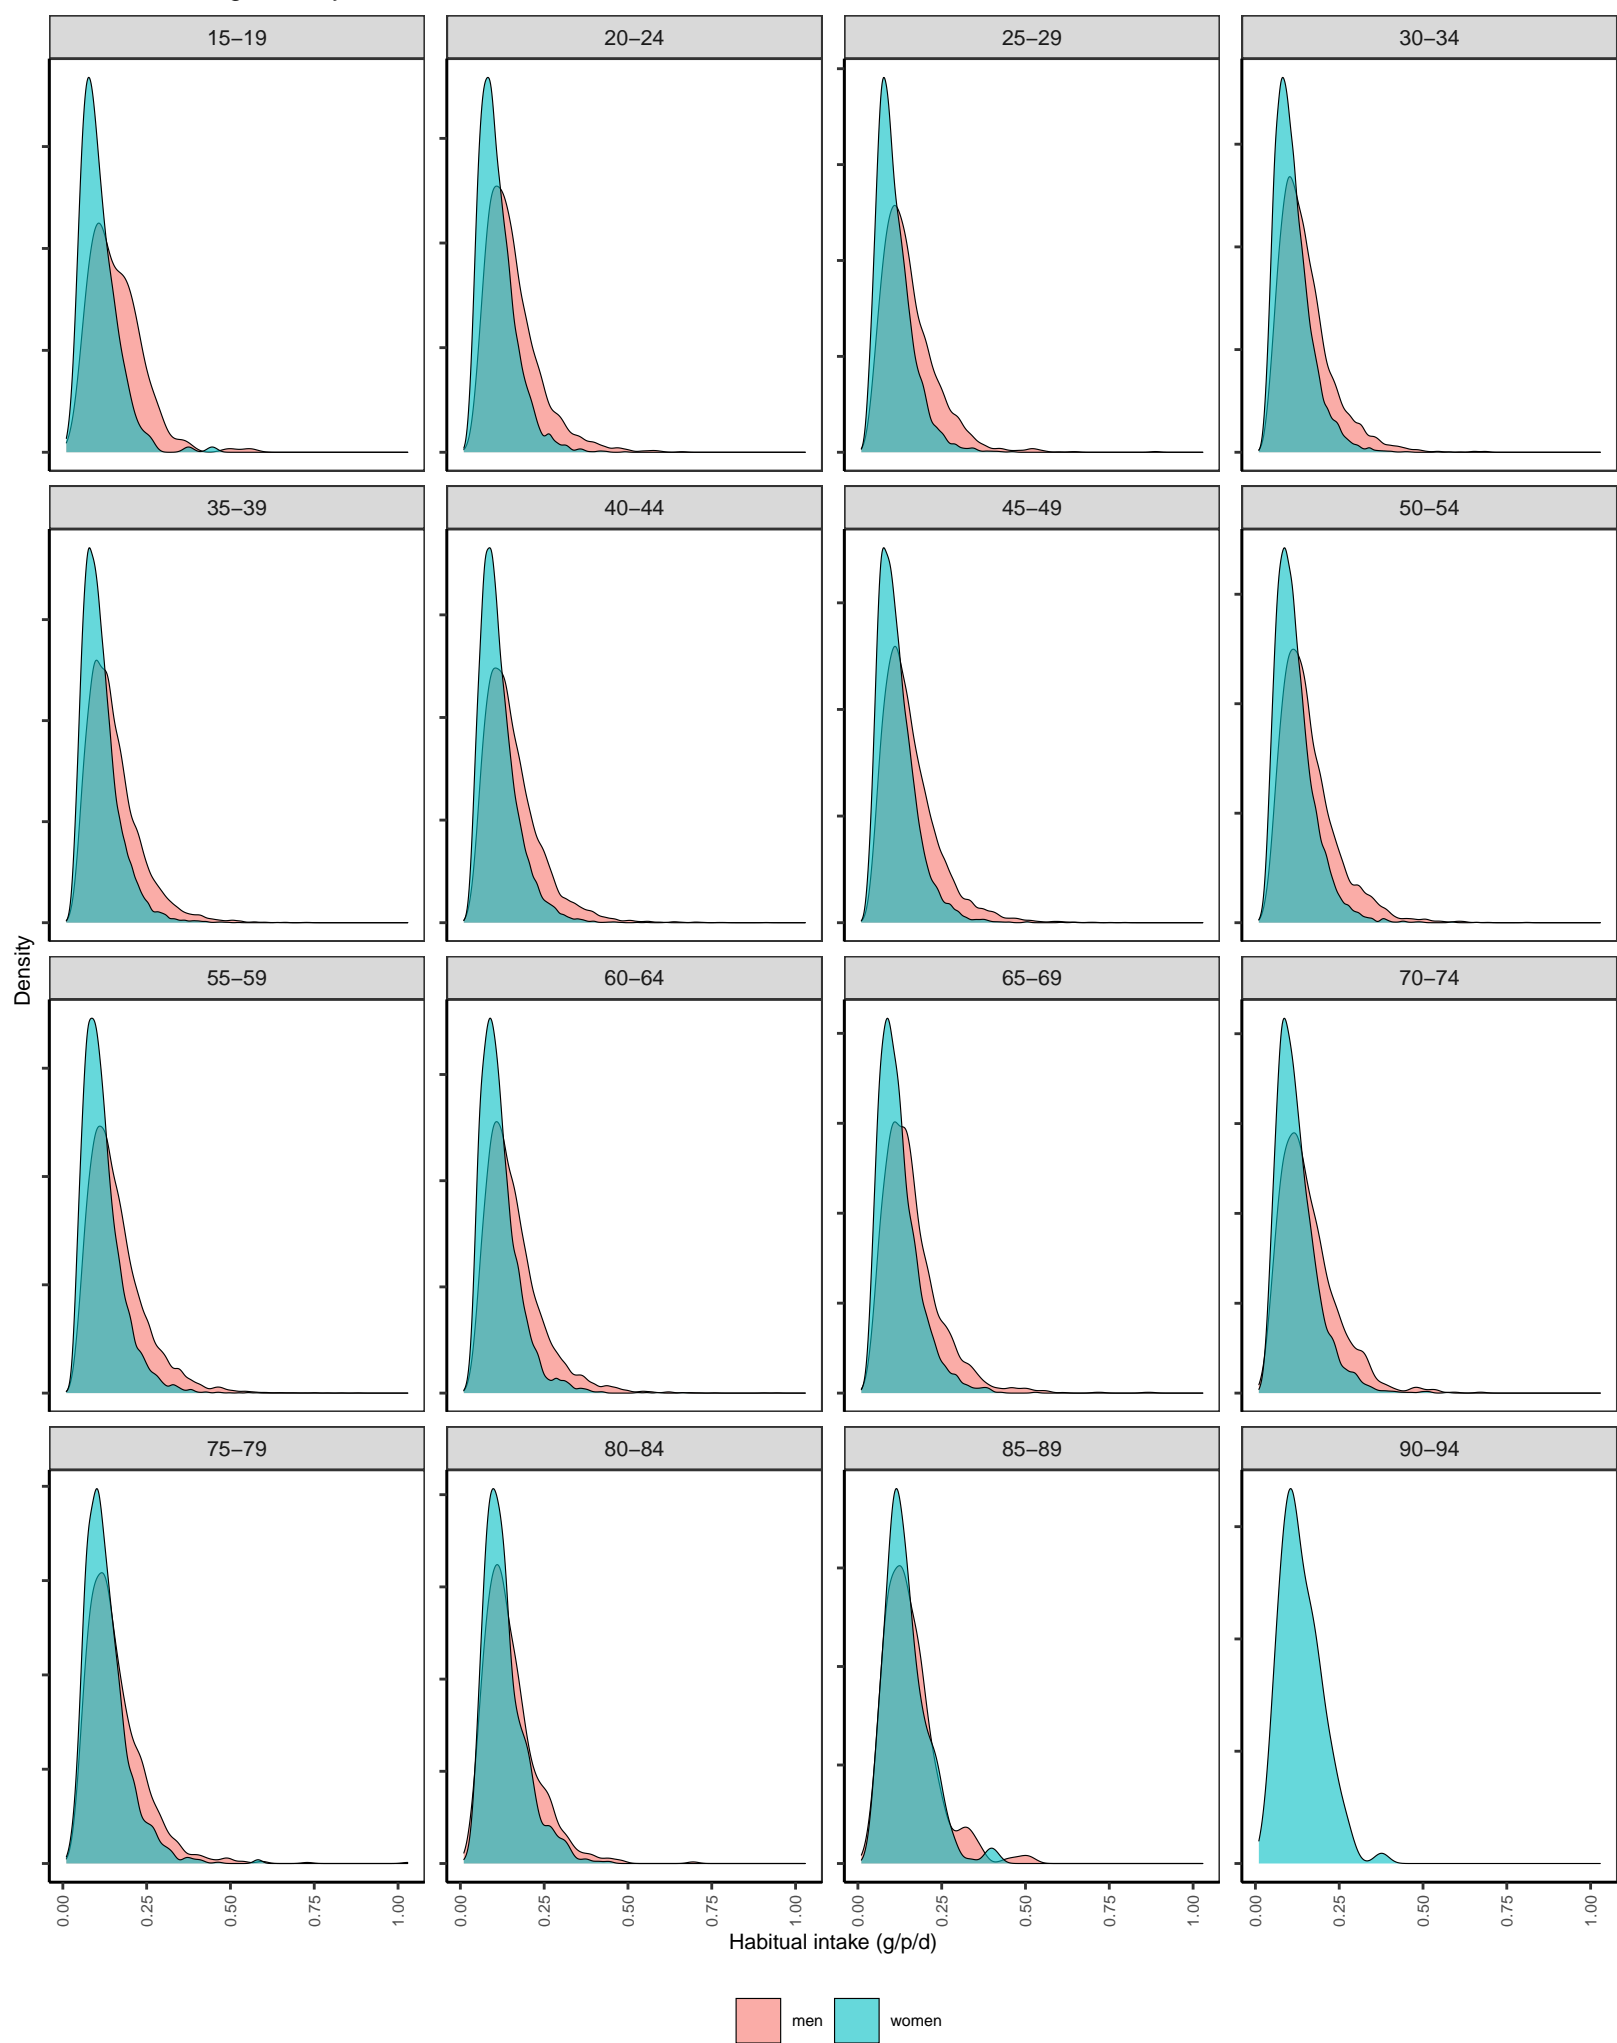 15–19 20–24 25–29 30–34
35–39 40–44 45–49 50–54
Density
55–59 60–64 65–69 70–74
75–79 80–84 85–89 90–94
0.00 0.25 0.50 0.75 1.00 0.00 0.25 0.50 0.75 1.00 0.00 0.25 0.50 0.75 1.00 0.00 0.25 0.50 0.75 1.00
Habitual intake (g/p/d)
men women